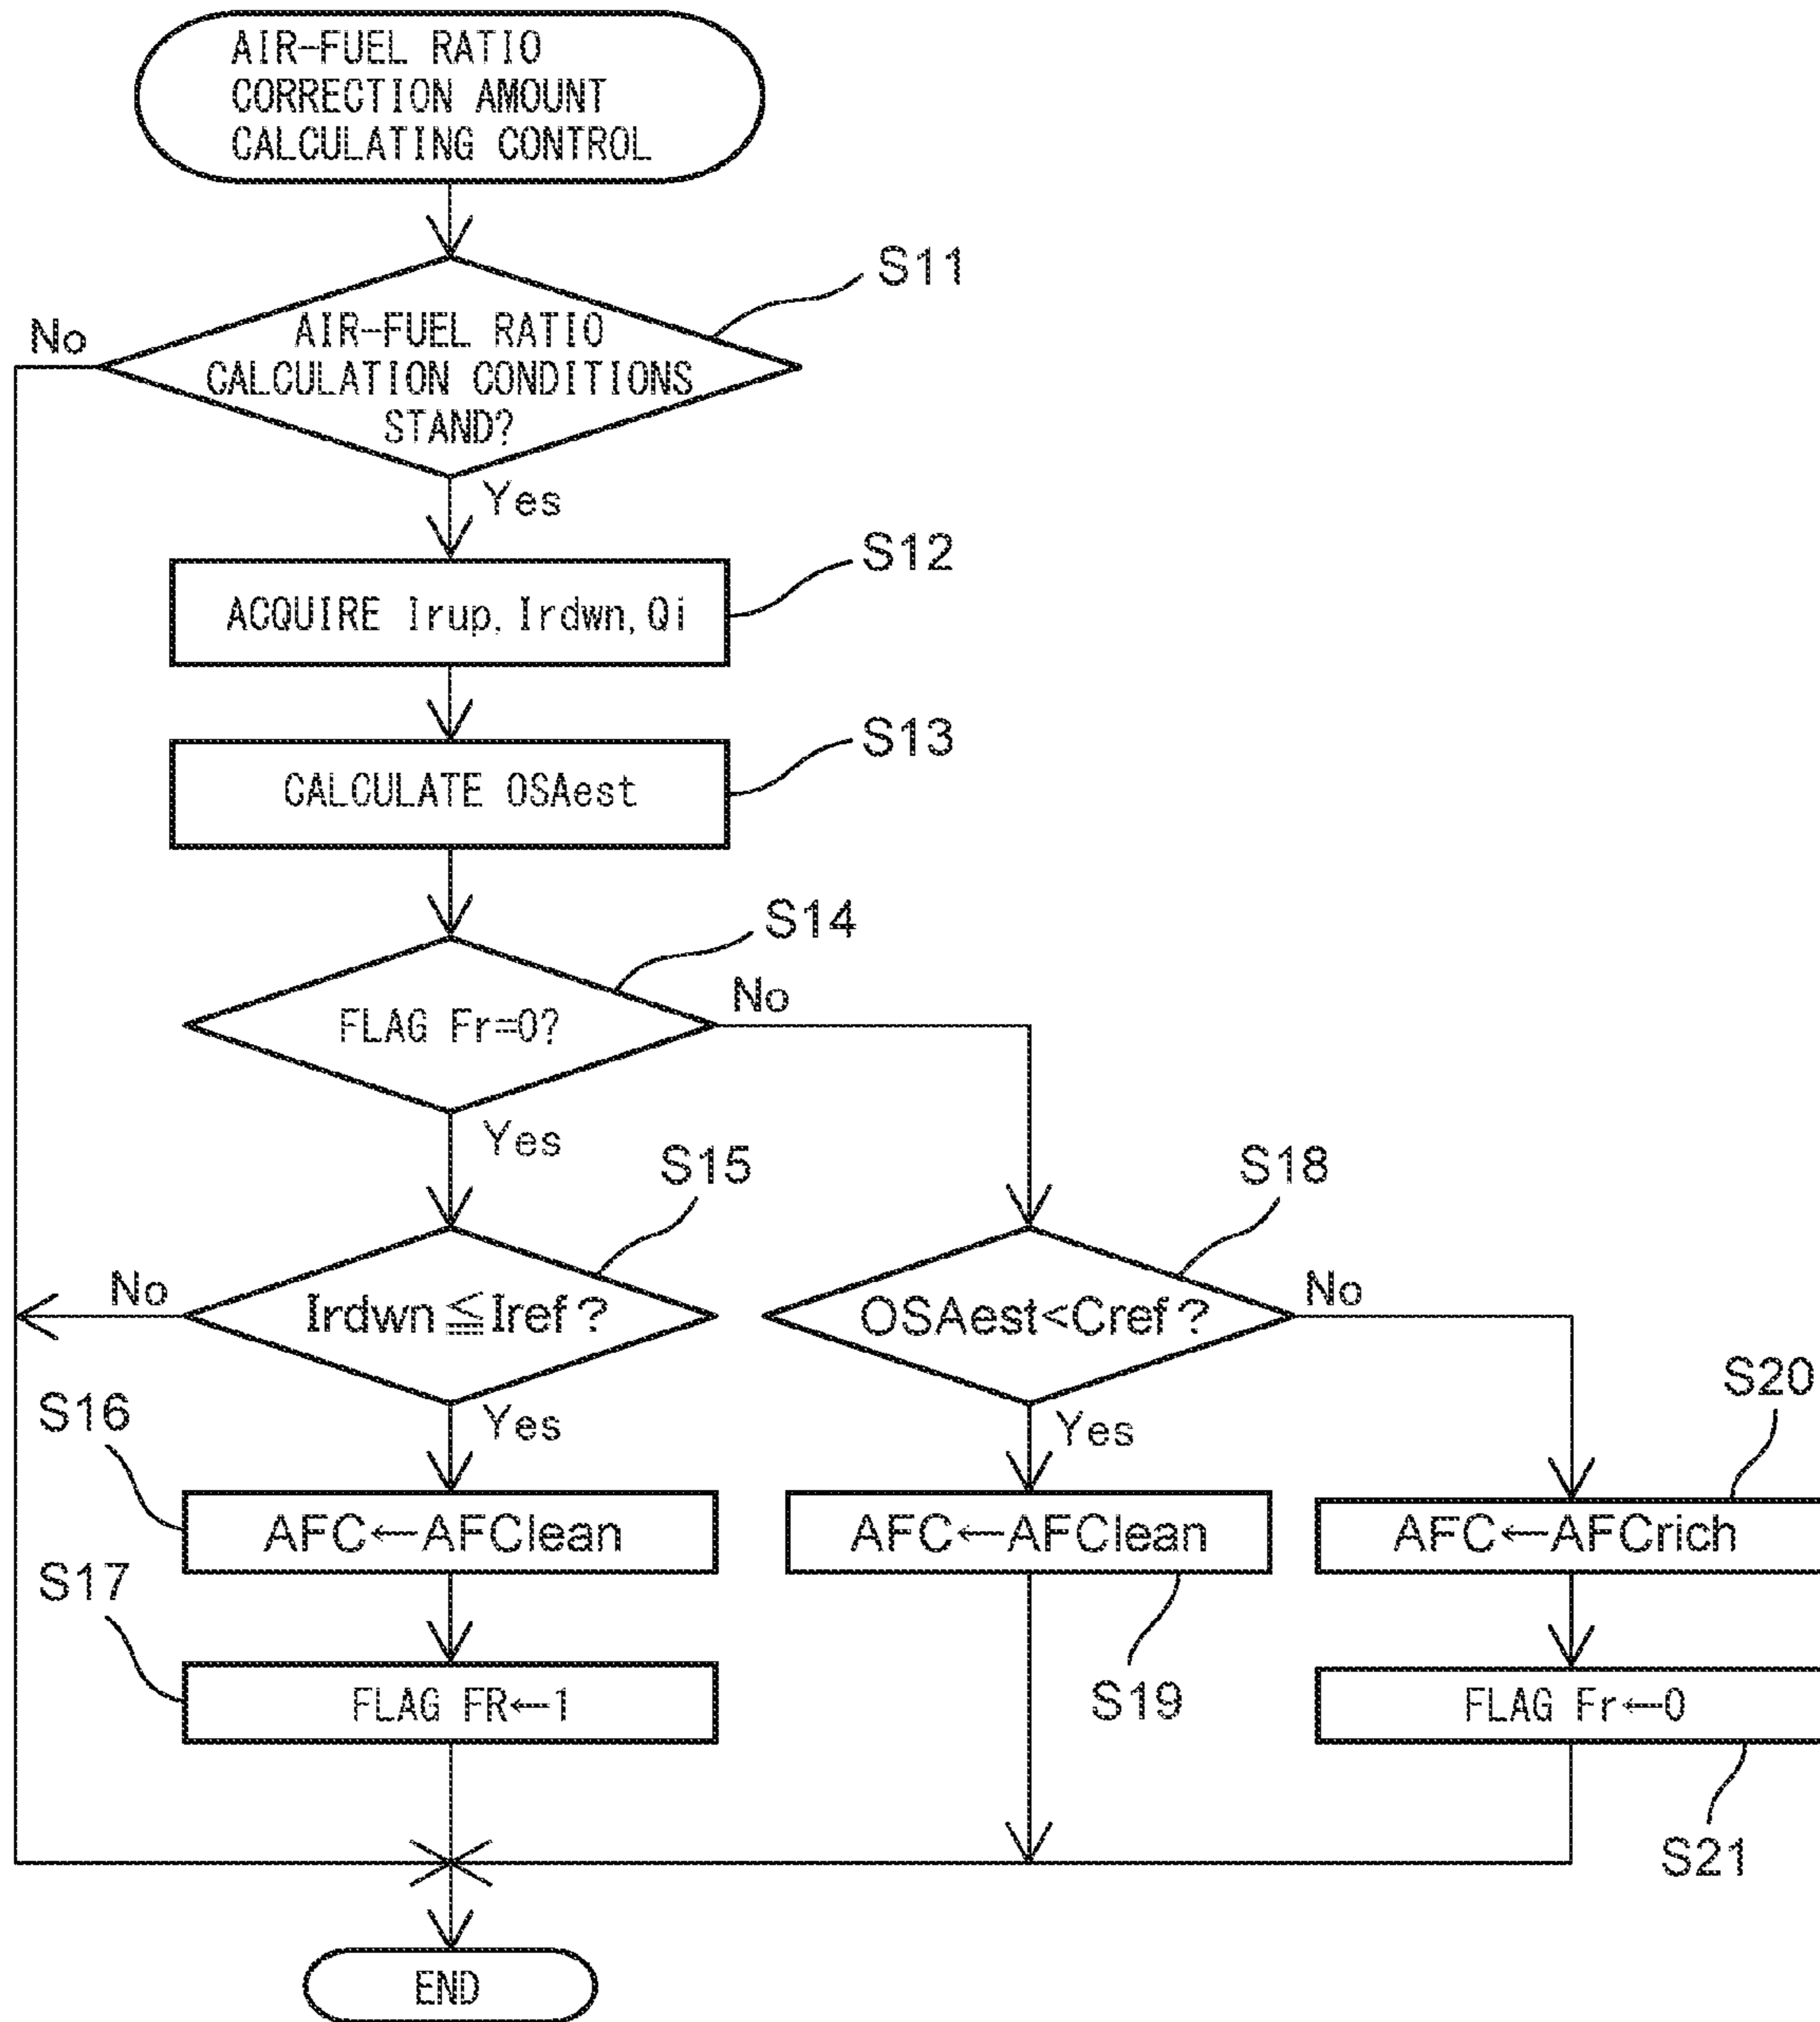 AIR-FUEL RATIO
CORRECTION AMOUNT
CALCULATING CONTROL
S11
No
AIR-FUEL RATIO
CALCULATION CONDITIONS
STAND?
Yes
S12
ACQUIRE Irup, Irdwn, Qi
S13
CALCULATE OSAest
S14
No
FLAG Fr=0?
Yes
S15
S18
No
Irdwn≦Iref?
OSAest<Cref?
No
S20
S16
Yes
Yes
AFC←AFClean
AFC←AFClean
AFC←AFCrich
S17
FLAG FR←1
S19
FLAG Fr←0
S21
END